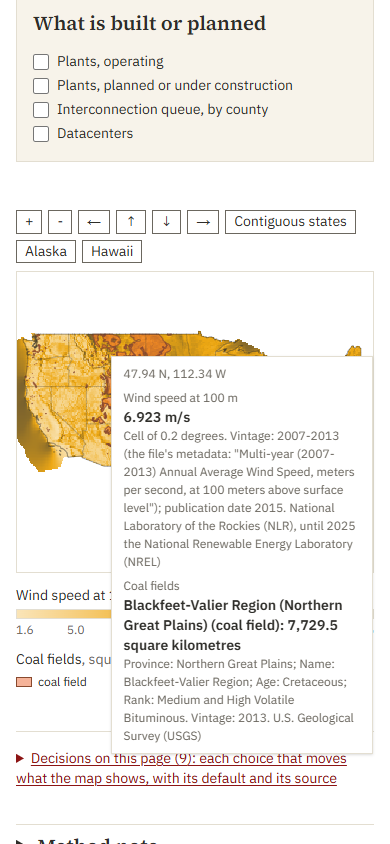 What is built or planned
Plants, operating
Plants, planned or under construction
Interconnection queue, by county
Datacenters
+ - ← ↑ ↓ → Contiguous states
Alaska Hawaii
47.94 N, 112.34 W
Wind speed at 100 m
6.923 m/s
Cell of 0.2 degrees. Vintage: 2007-2013
(the file's metadata: "Multi-year (2007-
2013) Annual Average Wind Speed, meters
per second, at 100 meters above surface
level"); publication date 2015. National
Laboratory of the Rockies (NLR), until 2025
the National Renewable Energy Laboratory
(NREL)
Coal fields
Blackfeet-Valier Region (Northern
Great Plains) (coal field): 7,729.5
square kilometres
Province: Northern Great Plains; Name:
Blackfeet-Valier Region; Age: Cretaceous;
Rank: Medium and High Volatile
Bituminous. Vintage: 2013. U.S. Geological
Survey (USGS)
Wind speed at
1.6 5.0
Coal fields, squ
coal field
Decisions on this page (9): each choice that moves
what the map shows, with its default and its source